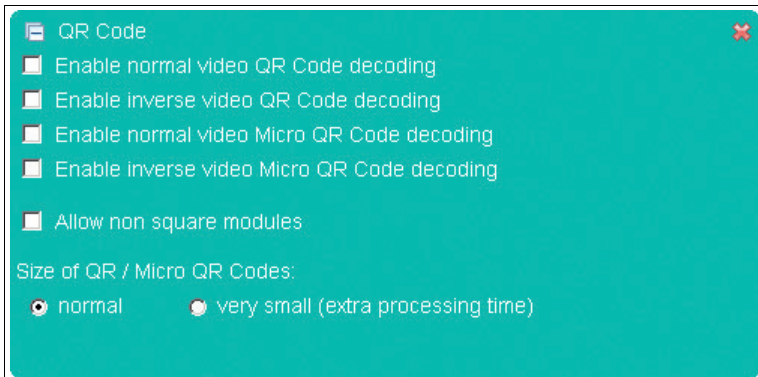 QR Code
Enable normal video QR Code decoding
Enable inverse video QR Code decoding
Enable normal video Micro QR Code decoding
Enable inverse video Micro QR Code decoding
Allow non square modules
Size of QR / Micro QR Codes:
normal very small (extra processing time)